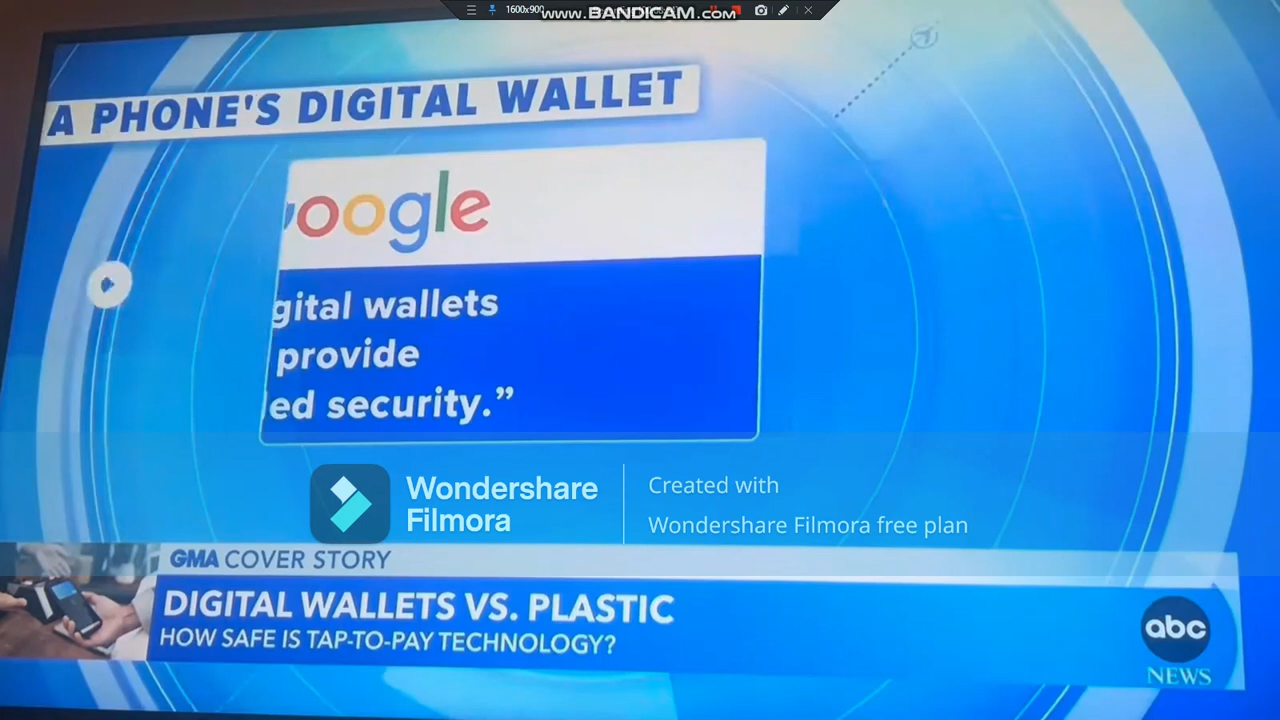 1600x900
www.BANDICAM.com
A PHONE'S DIGITAL WALLET
oogle
gital wallets
provide
ed security.”
Wondershare
Filmora
Created with
Wondershare Filmora free plan
GMA COVER STORY
DIGITAL WALLETS VS. PLASTIC
HOW SAFE IS TAP-TO-PAY TECHNOLOGY?
abc
NEWS